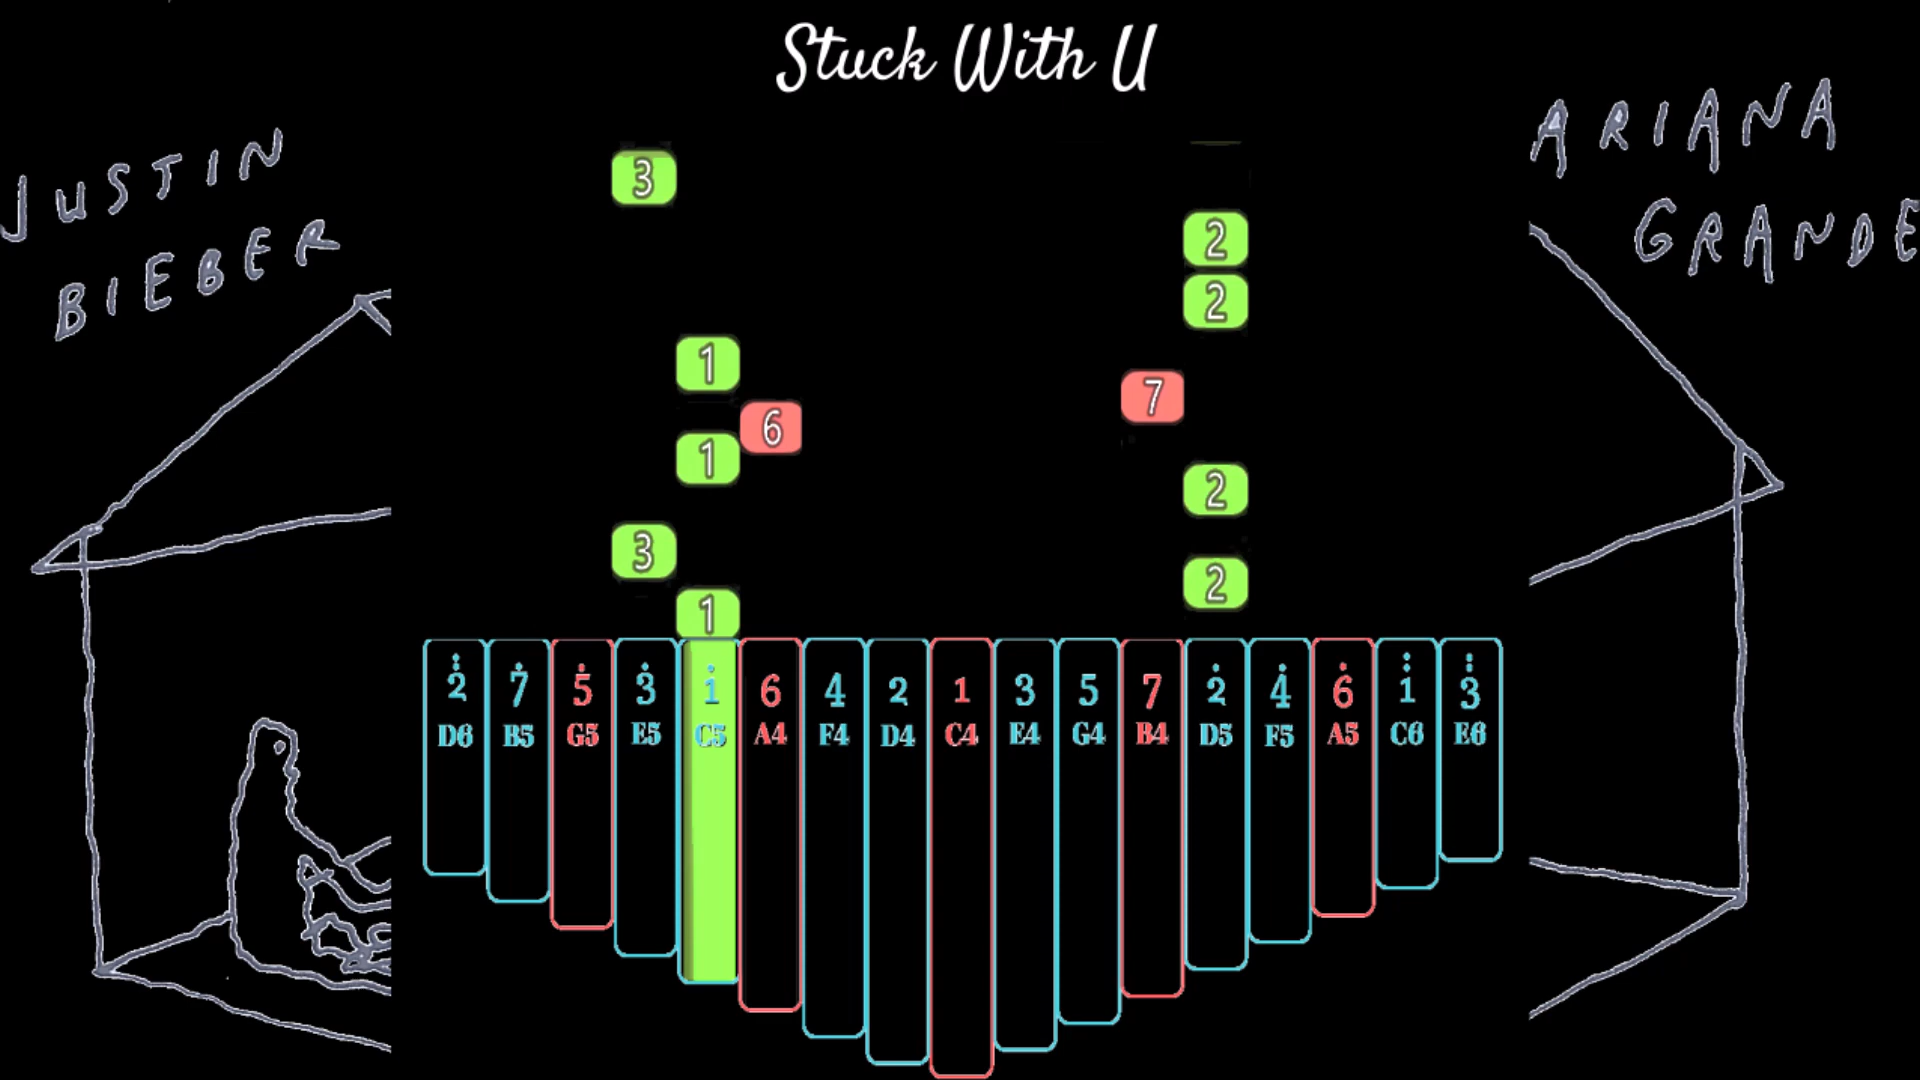 Stuck With U
JUSTIN
BIEBER
ARIANA
GRANDE
3
2
2
1
7
6
1
2
3
2
1
2 7 5 3 1 6 4 2 1 3 5 7 2 4 6 1 3
D6 B5 G5 E5 C5 A4 F4 D4 C4 E4 G4 B4 D5 F5 A5 C6 E6